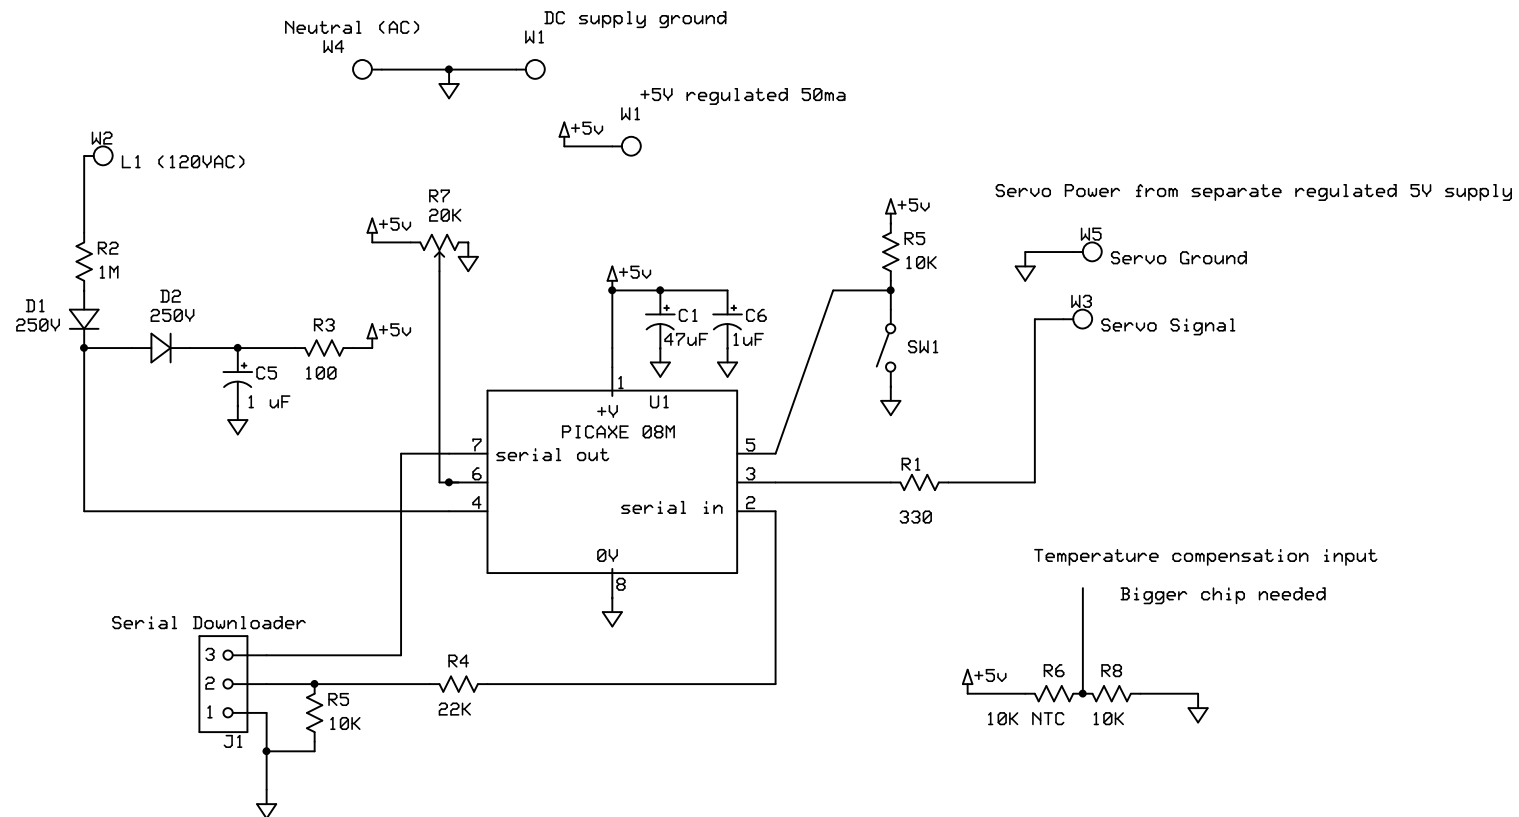 DC supply ground
Neutral (AC)
W4
W1
+5V regulated 50ma
W1
+5v
W2
L1 (120VAC)
R7
20K
+5v
Servo Power from separate regulated 5V supply
+5v
R5
10K
W5
Servo Ground
R2
1M
+5v
D1
250V
D2
250V
R3
100
+5v
C1
47uF
C6
1uF
W3
Servo Signal
SW1
C5
1 uF
1
U1
+V
PICAXE 08M
7
serial out
5
6
3
4
serial in
2
R1
330
0V
8
Temperature compensation input
Bigger chip needed
Serial Downloader
3
2
1
J1
R5
10K
R4
22K
+5v
R6
R8
10K NTC
10K